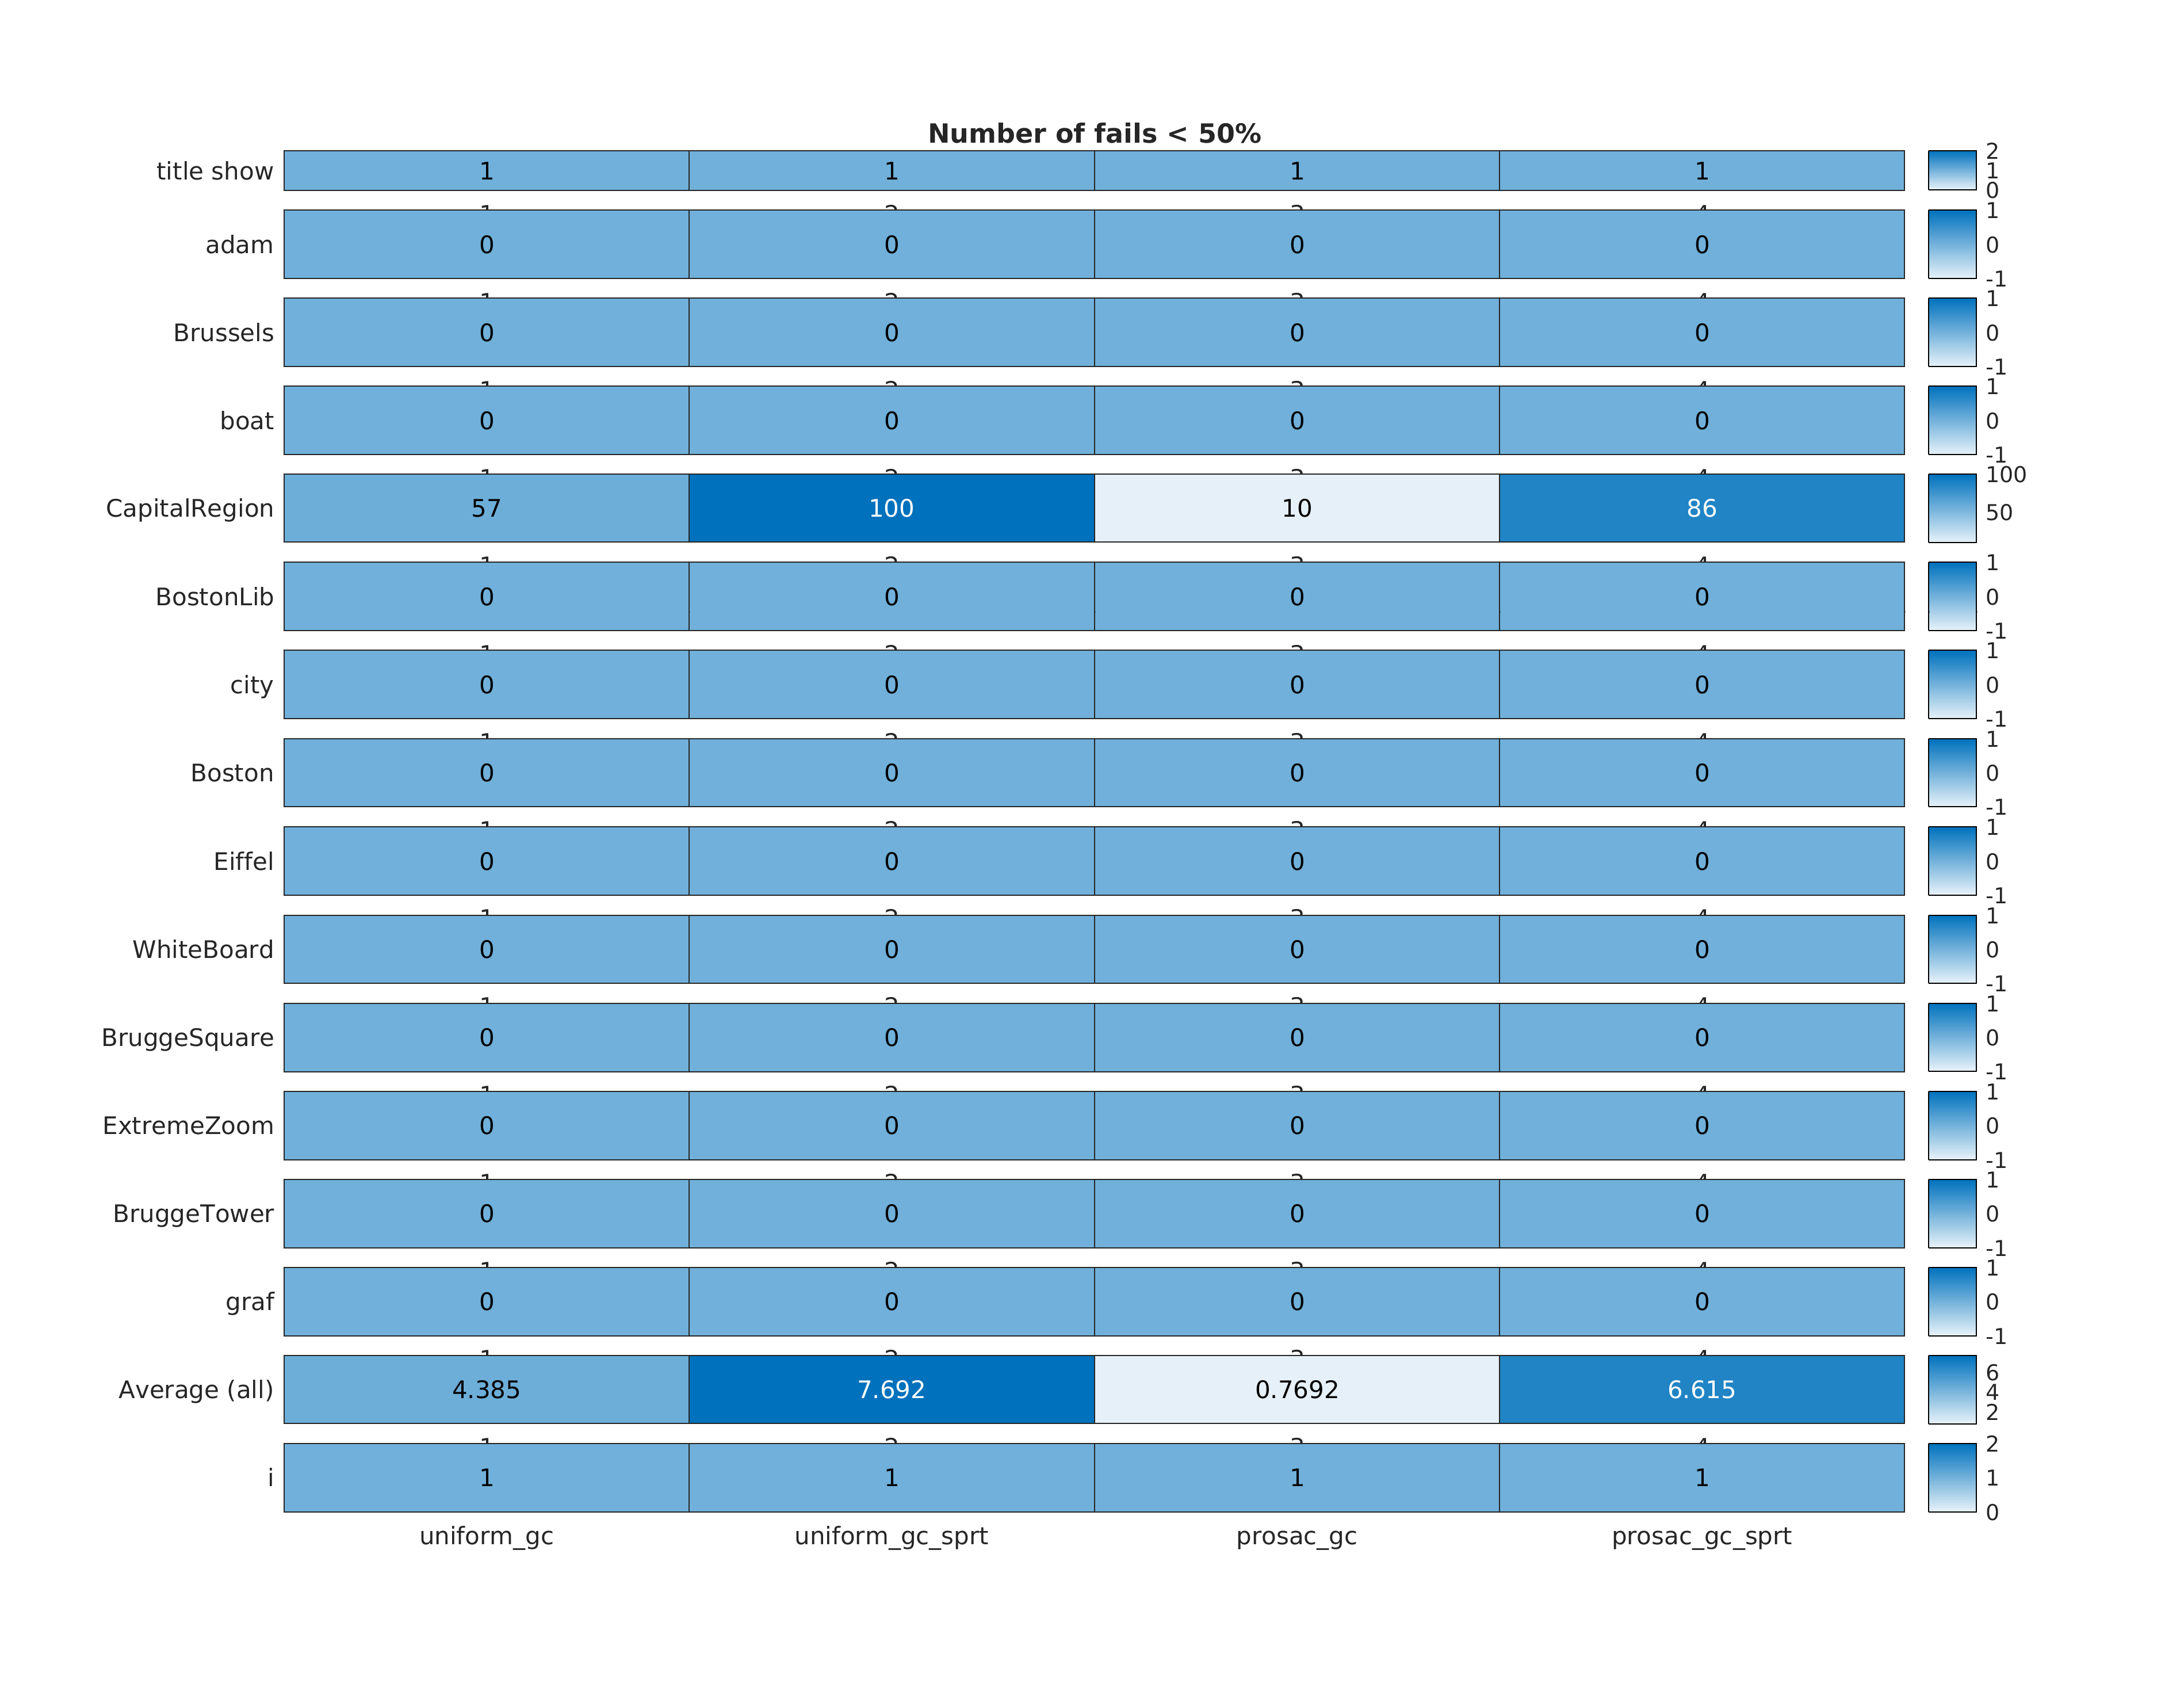 Number of fails < 50%
title show 1 1 1 1 2 1 0
adam 0 0 0 0 1 0 -1
Brussels 0 0 0 0 1 0 -1
boat 0 0 0 0 1 0 -1
CapitalRegion 57 100 10 86 100 50
BostonLib 0 0 0 0 1 0 -1
city 0 0 0 0 1 0 -1
Boston 0 0 0 0 1 0 -1
Eiffel 0 0 0 0 1 0 -1
WhiteBoard 0 0 0 0 1 0 -1
BruggeSquare 0 0 0 0 1 0 -1
ExtremeZoom 0 0 0 0 1 0 -1
BruggeTower 0 0 0 0 1 0 -1
graf 0 0 0 0 1 0 -1
Average (all) 4.385 7.692 0.7692 6.615 6 4 2
i 1 1 1 1 2 1 0
uniform_gc uniform_gc_sprt prosac_gc prosac_gc_sprt